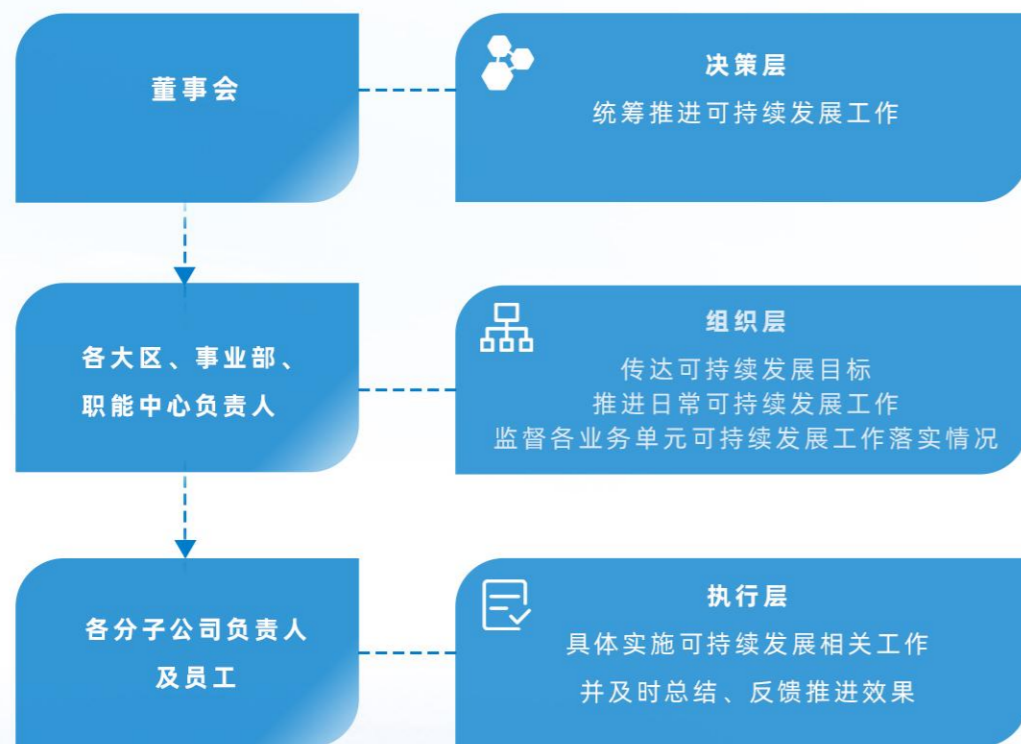 董事会
决策层
统筹推进可持续发展工作
各大区、事业部、
职能中心负责人
组织层
传达可持续发展目标
推进日常可持续发展工作
监督各业务单元可持续发展工作落实情况
各分子公司负责人
及员工
执行层
具体实施可持续发展相关工作
并及时总结、反馈推进效果